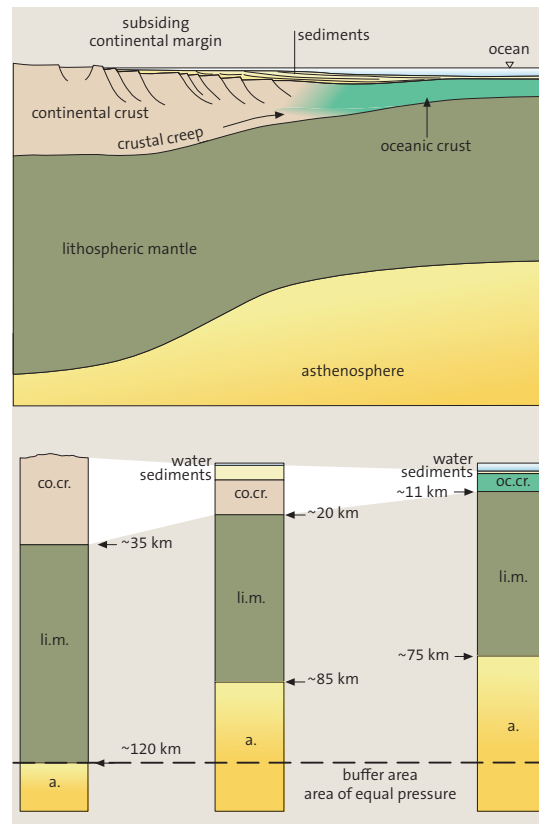 subsiding
continental margin
sediments
ocean
continental crust
crustal creep
oceanic crust
lithospheric mantle
asthenosphere
water
sediments
water
sediments
co.cr.
co.cr.
oc.cr.
~11 km
~20 km
~35 km
li.m.
li.m.
li.m.
~75 km
~85 km
~120 km
a.
a.
a.
buffer area
area of equal pressure